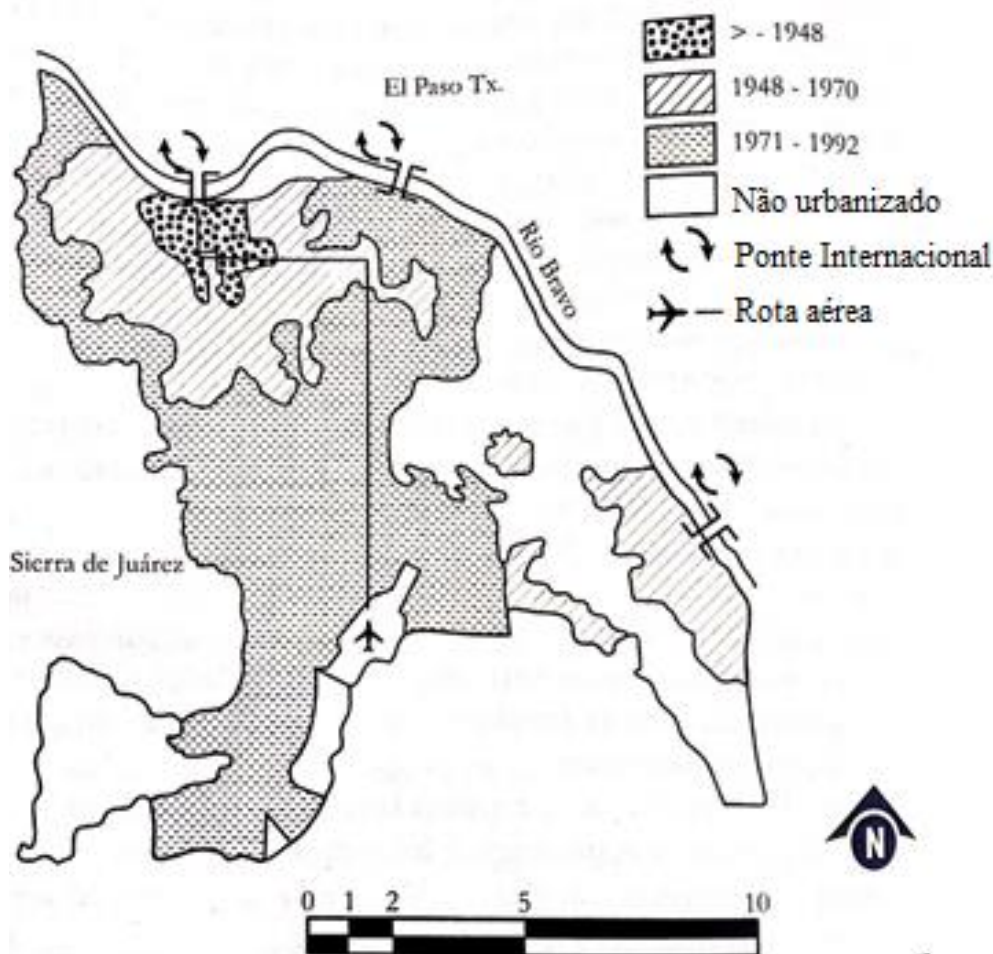 > - 1948
El Paso Tx.
1948 - 1970
1971 - 1992
Não urbanizado
Ponte Internacional
Rota aérea
Río Bravo
Sierra de Juárez
N
0 1 2 5 10